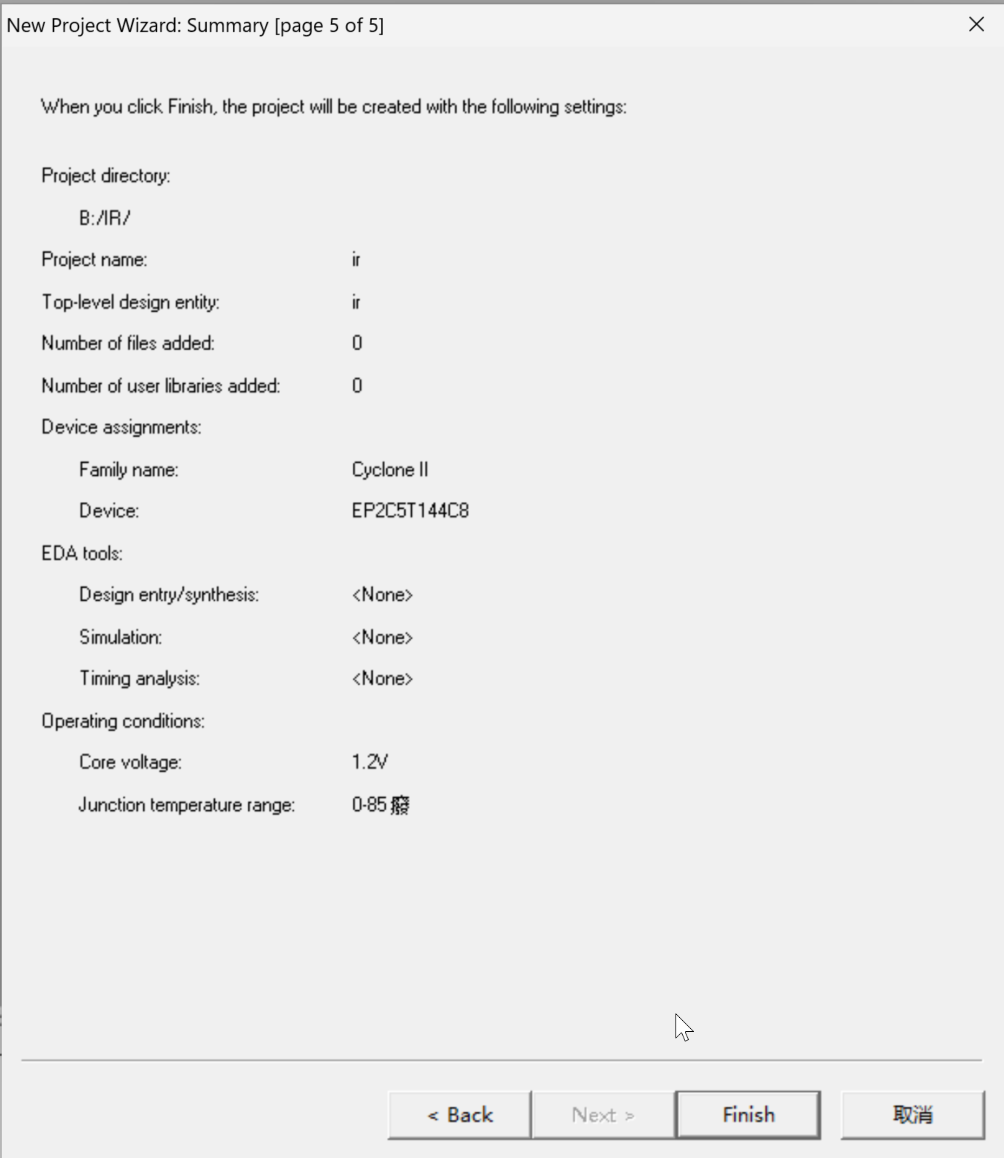 New Project Wizard: Summary [page 5 of 5]
When you click Finish, the project will be created with the following settings:
Project directory:
B:/IR/
Project name: ir
Top-level design entity: ir
Number of files added: 0
Number of user libraries added: 0
Device assignments:
Family name: Cyclone II
Device: EP2C5T144C8
EDA tools:
Design entry/synthesis: <None>
Simulation: <None>
Timing analysis: <None>
Operating conditions:
Core voltage: 1.2V
Junction temperature range: 0-85 癈
< Back Next > Finish 取消